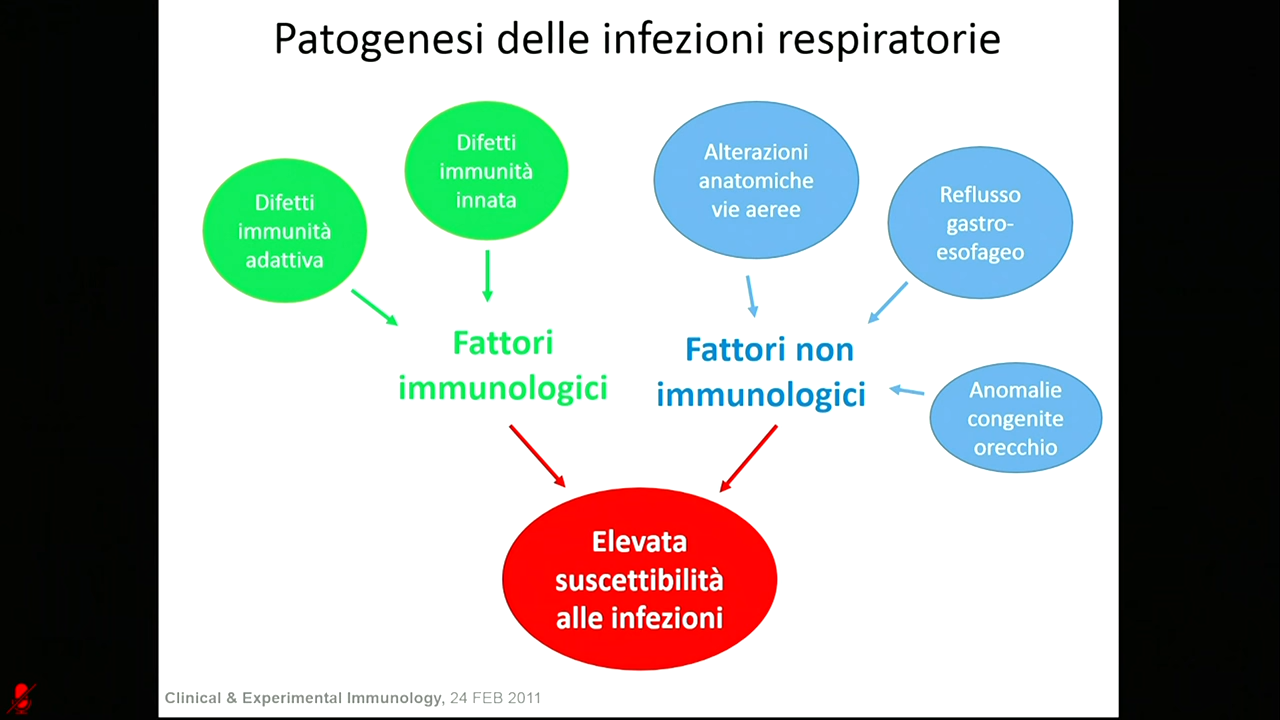 Patogenesi delle infezioni respiratorie
Difetti
immunità
adattiva
Difetti
immunità
innata
Alterazioni
anatomiche
vie aeree
Reflusso
gastro-
esofageo
Fattori
immunologici
Fattori non
immunologici
Anomalie
congenite
orecchio
Elevata
suscettibilità
alle infezioni
Clinical & Experimental Immunology, 24 FEB 2011